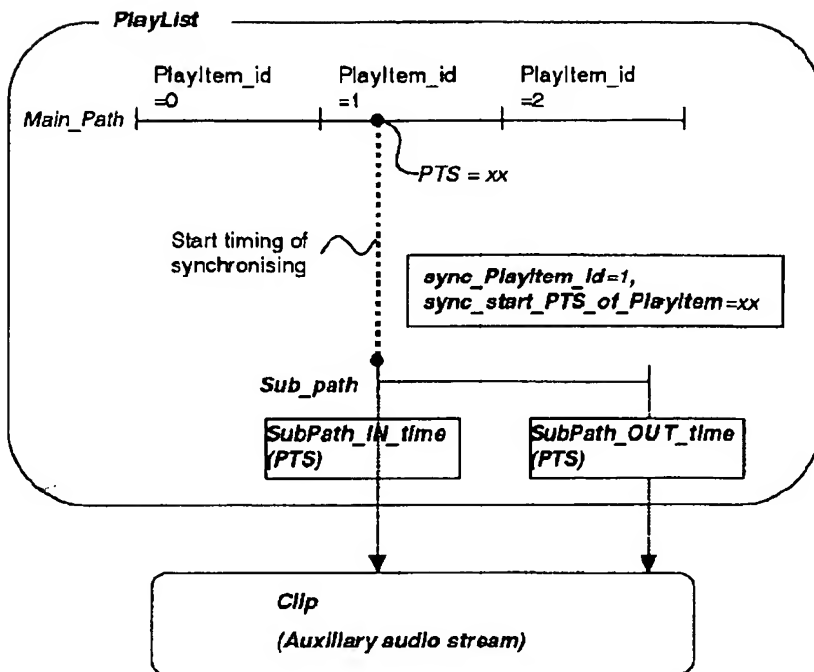 PlayList
PlayItem_id
=0
PlayItem_id
=1
PlayItem_id
=2
Main_Path
PTS = xx
Start timing of
synchronising
sync_PlayItem_Id=1,
sync_start_PTS_of_PlayItem=xx
Sub_path
SubPath_IN_time
(PTS)
SubPath_OUT_time
(PTS)
Clip
(Auxillary audio stream)